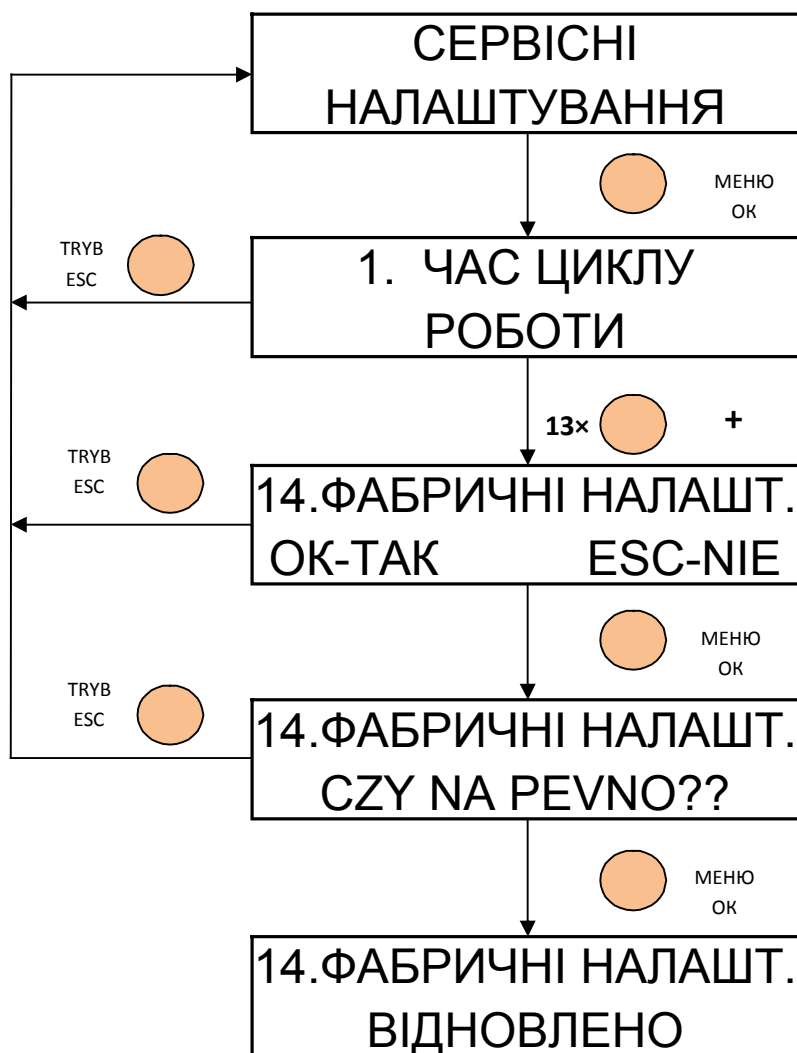 СЕРВІСНІ
НАЛАШТУВАННЯ
МЕНЮ
ОК
TRYB
ESC
1. ЧАС ЦИКЛУ
РОБОТИ
13× +
TRYB
ESC
14.ФАБРИЧНІ НАЛАШТ.
ОК-ТАК ESC-NIE
МЕНЮ
ОК
TRYB
ESC
14.ФАБРИЧНІ НАЛАШТ.
CZY NA PEVNO??
МЕНЮ
ОК
14.ФАБРИЧНІ НАЛАШТ.
ВІДНОВЛЕНО